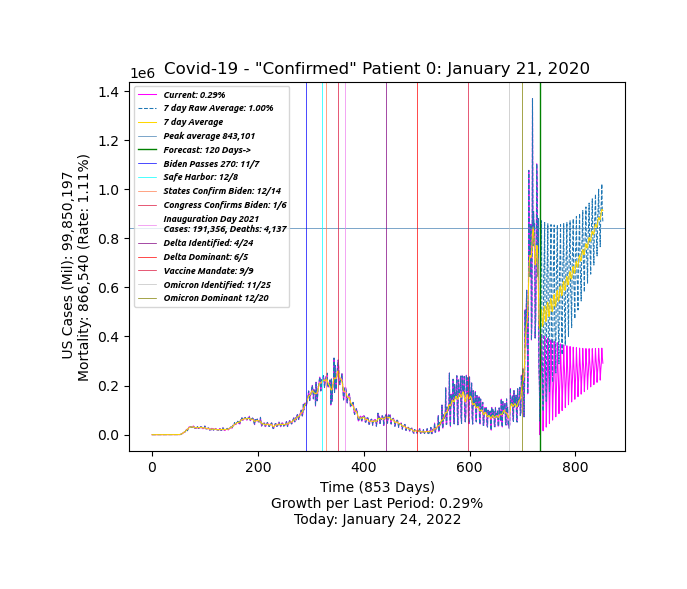 Covid-19 - "Confirmed" Patient 0: January 21, 2020
1e6
1.4
1.2
1.0
0.8
0.6
0.4
0.2
0.0
US Cases (Mil): 99,850,197
Mortality: 866,540 (Rate: 1.11%)
Current: 0.29%
7 day Raw Average: 1.00%
7 day Average
Peak average 843,101
Forecast: 120 Days->
Biden Passes 270: 11/7
Safe Harbor: 12/8
States Confirm Biden: 12/14
Congress Confirms Biden: 1/6
Inauguration Day 2021
Cases: 191,356, Deaths: 4,137
Delta Identified: 4/24
Delta Dominant: 6/5
Vaccine Mandate: 9/9
Omicron Identified: 11/25
Omicron Dominant 12/20
0 200 400 600 800
Time (853 Days)
Growth per Last Period: 0.29%
Today: January 24, 2022